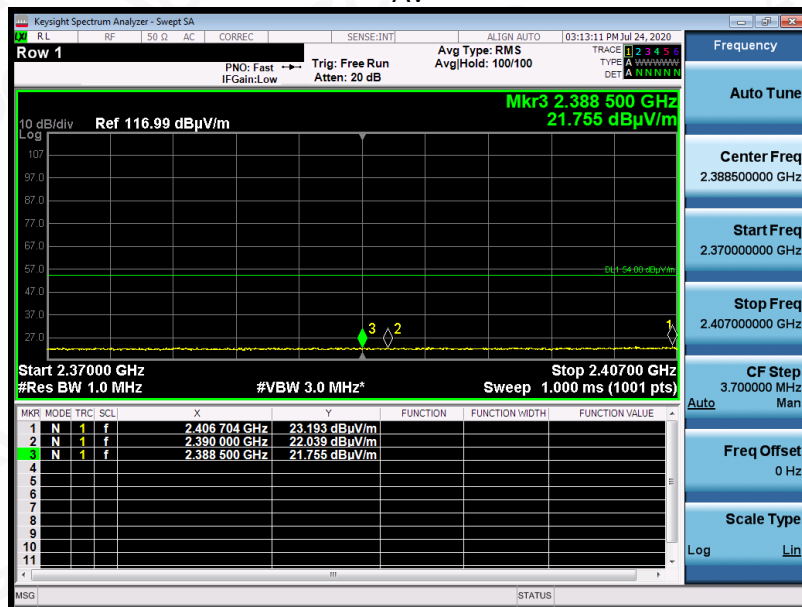 Keysight Spectrum Analyzer - Swept SA
RL RF 50 Ω AC CORREC SENSE:INT ALIGN AUTO 03:13:11 PM Jul 24, 2020
Row 1
PNO: Fast
IFGain:Low
Trig: Free Run
Atten: 20 dB
Avg Type: RMS
Avg|Hold: 100/100
TRACE 1 2 3 4 5 6
TYPE A WWWWW
DET A N N N N N
Mkr3 2.388 500 GHz
21.755 dBµV/m
10 dB/div Ref 116.99 dBµV/m
Log
107
97.0
87.0
77.0
67.0
57.0
DL1 54.00 dBµV/m
47.0
37.0
27.0
3 2 1
Start 2.37000 GHz Stop 2.40700 GHz
#Res BW 1.0 MHz #VBW 3.0 MHz* Sweep 1.000 ms (1001 pts)
MKR MODE TRC SCL X Y FUNCTION FUNCTION WIDTH FUNCTION VALUE
1 N 1 f 2.406 704 GHz 23.193 dBµV/m
2 N 1 f 2.390 000 GHz 22.039 dBµV/m
3 N 1 f 2.388 500 GHz 21.755 dBµV/m
4
5
6
7
8
9
10
11
MSG STATUS
Frequency
Auto Tune
Center Freq
2.388500000 GHz
Start Freq
2.370000000 GHz
Stop Freq
2.407000000 GHz
CF Step
3.700000 MHz
Auto Man
Freq Offset
0 Hz
Scale Type
Log Lin